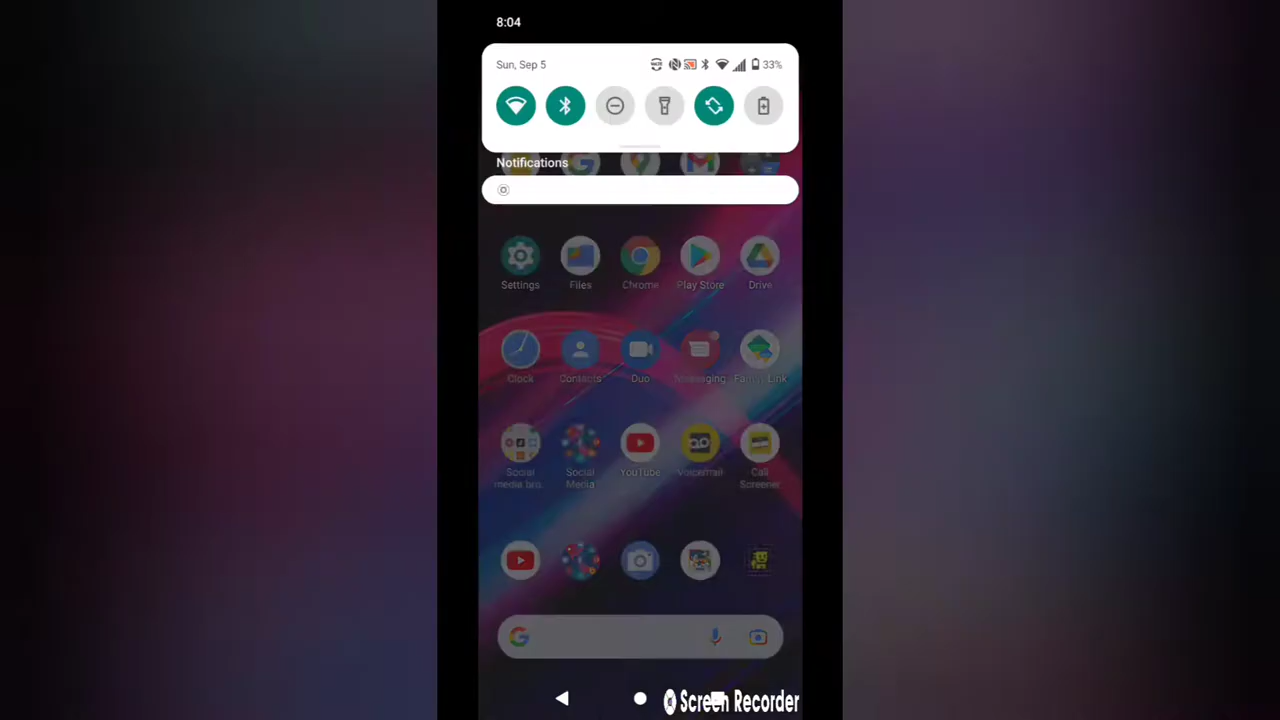 8:04
Sun, Sep 5
33%
Notifications
Settings Files Chrome Play Store Drive
Clock Contacts Duo Messaging Family Link
Social media bro.. Social Media YouTube Voicemail Call Screener
Screen Recorder